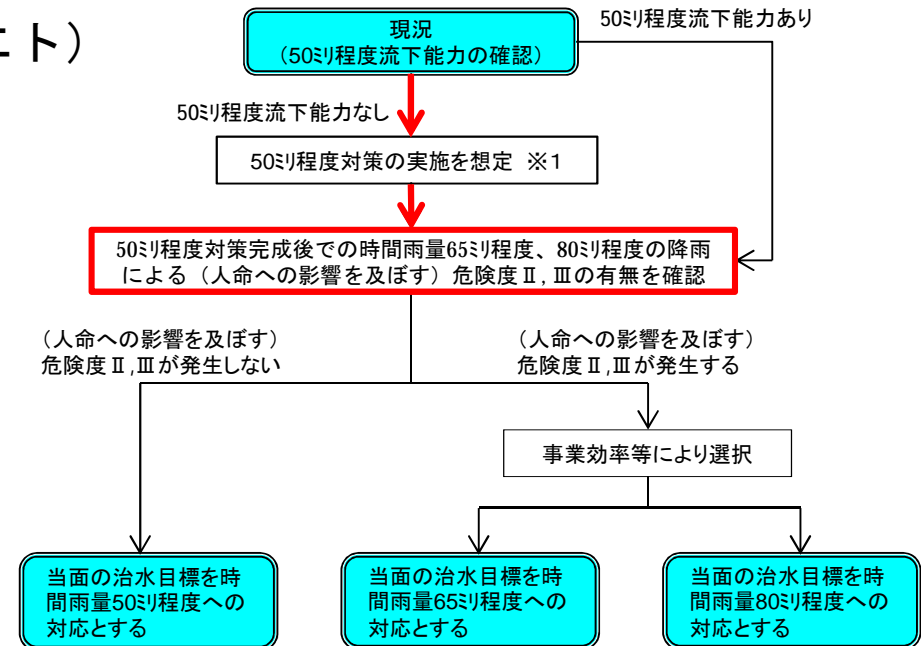 ニト)
50ミリ程度流下能力あり
現況
(50ミリ程度流下能力の確認)
50ミリ程度流下能力なし
50ミリ程度対策の実施を想定 ※1
50ミリ程度対策完成後での時間雨量65ミリ程度、80ミリ程度の降雨
による(人命への影響を及ぼす)危険度Ⅱ,Ⅲの有無を確認
(人命への影響を及ぼす)
危険度Ⅱ,Ⅲが発生しない
(人命への影響を及ぼす)
危険度Ⅱ,Ⅲが発生する
事業効率等により選択
当面の治水目標を時
間雨量50ミリ程度への
対応とする
当面の治水目標を時
間雨量65ミリ程度への
対応とする
当面の治水目標を時
間雨量80ミリ程度への
対応とする